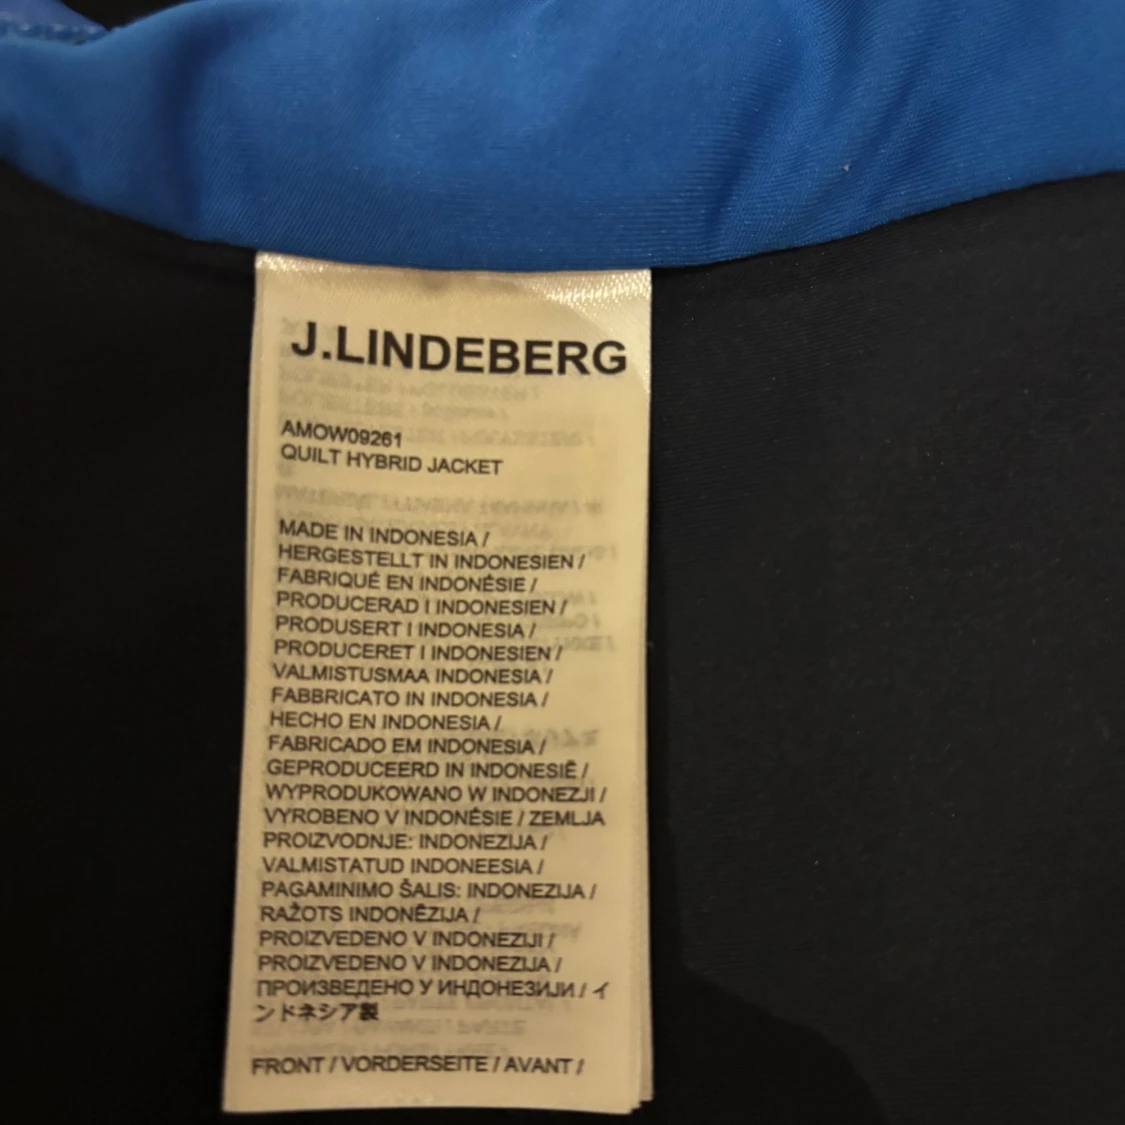 J.LINDEBERG
AMOW09261
QUILT HYBRID JACKET
MADE IN INDONESIA /
HERGESTELLT IN INDONESIEN /
FABRIQUÉ EN INDONÉSIE /
PRODUCERAD I INDONESIEN /
PRODUSERT I INDONESIA /
PRODUCERET I INDONESIEN /
VALMISTUSMAA INDONESIA /
FABBRICATO IN INDONESIA /
HECHO EN INDONESIA /
FABRICADO EM INDONESIA /
GEPRODUCEERD IN INDONESIË /
WYPRODUKOWANO W INDONEZJI /
VYROBENO V INDONÉSIE / ZEMLJA
PROIZVODNJE: INDONEZIJA /
VALMISTATUD INDONEESIA /
PAGAMINIMO ŠALIS: INDONEZIJA /
RAŽOTS INDONĒZIJA /
PROIZVEDENO V INDONEZIJI /
PROIZVEDENO V INDONEZIJA /
ПРОИЗВЕДЕНО У ИНДОНЕЗИЈИ / イ
ンドネシア製
FRONT / VORDERSEITE / AVANT /